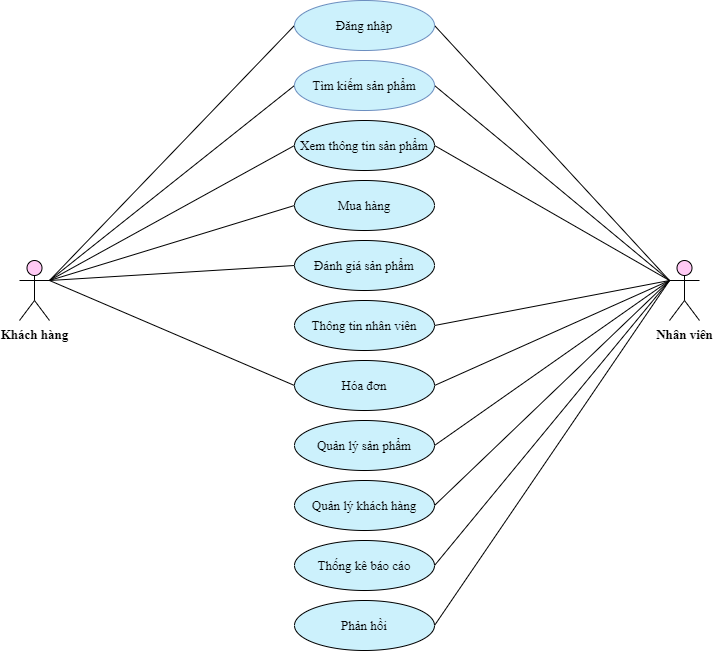 Đăng nhập
Tìm kiếm sản phẩm
Xem thông tin sản phẩm
Mua hàng
Đánh giá sản phẩm
Khách hàng
Nhân viên
Thông tin nhân viên
Hóa đơn
Quản lý sản phẩm
Quản lý khách hàng
Thống kê báo cáo
Phản hồi